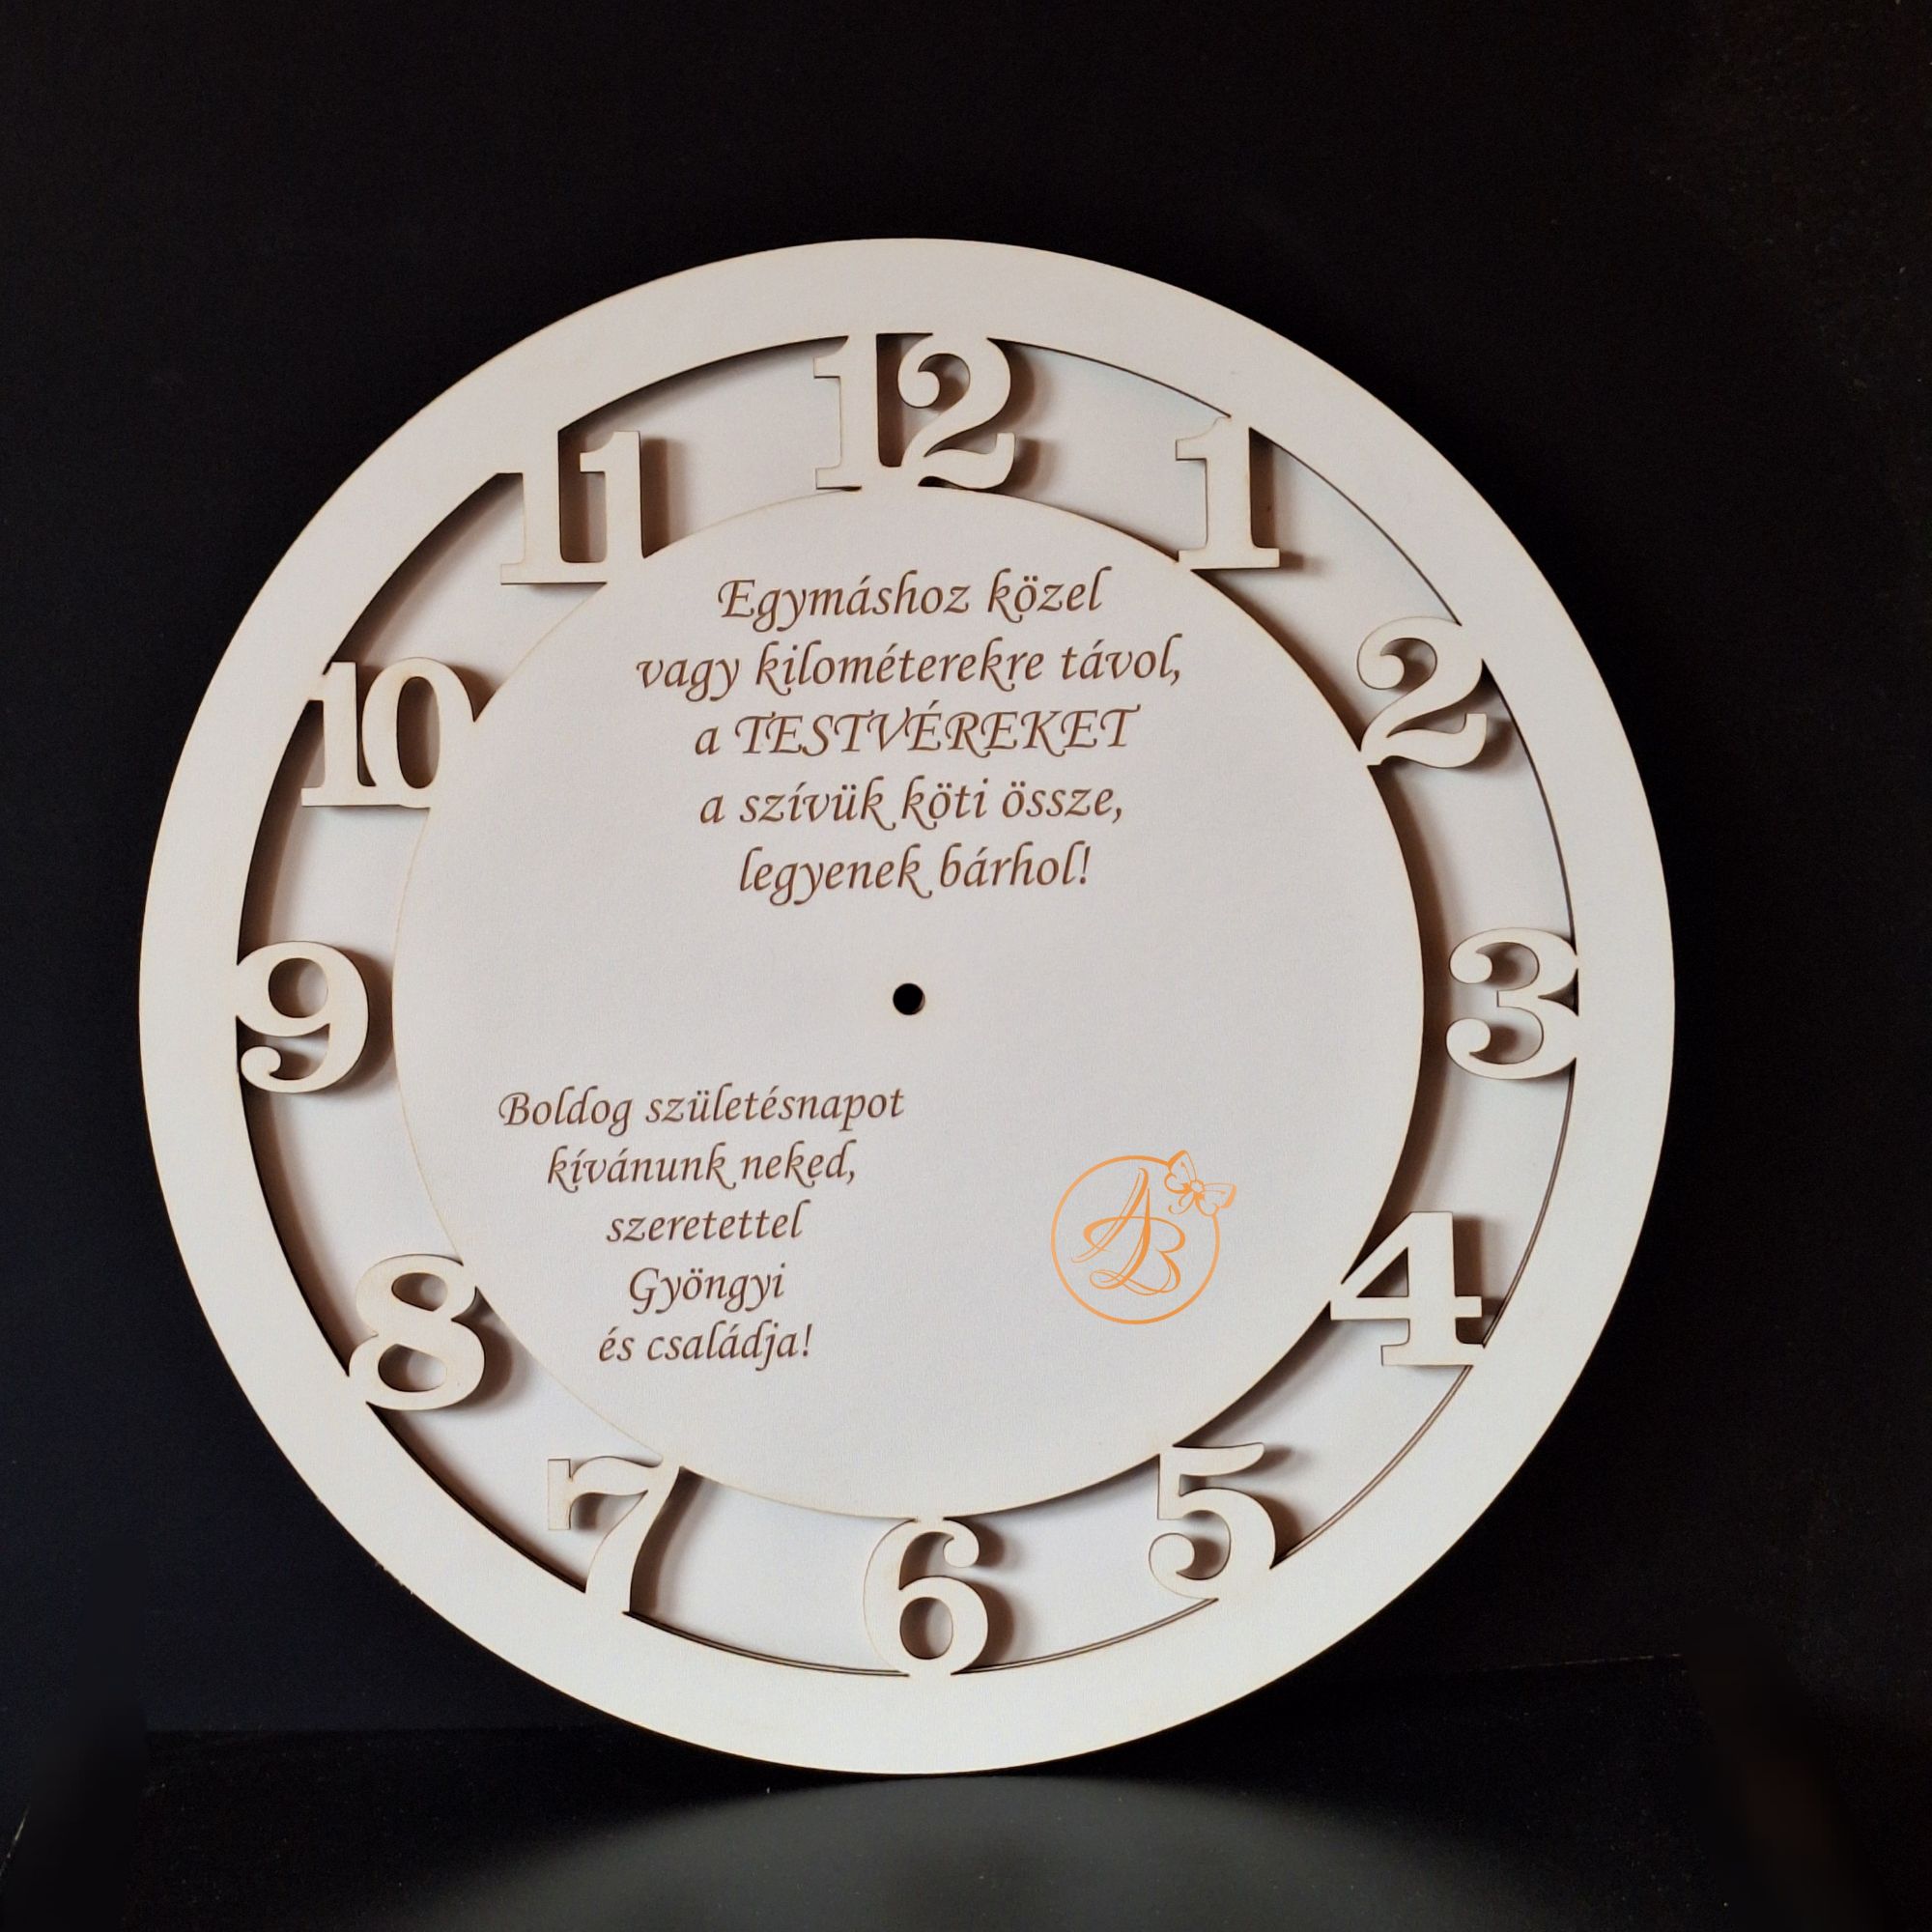 12
11
1
10
2
Egymáshoz közel
vagy kilométerekre távol,
a TESTVÉREKET
a szívük köti össze,
legyenek bárhol!
9
3
Boldog születésnapot
kívánunk neked,
szeretettel
Gyöngyi
és családja!
AB
8
4
7
5
6